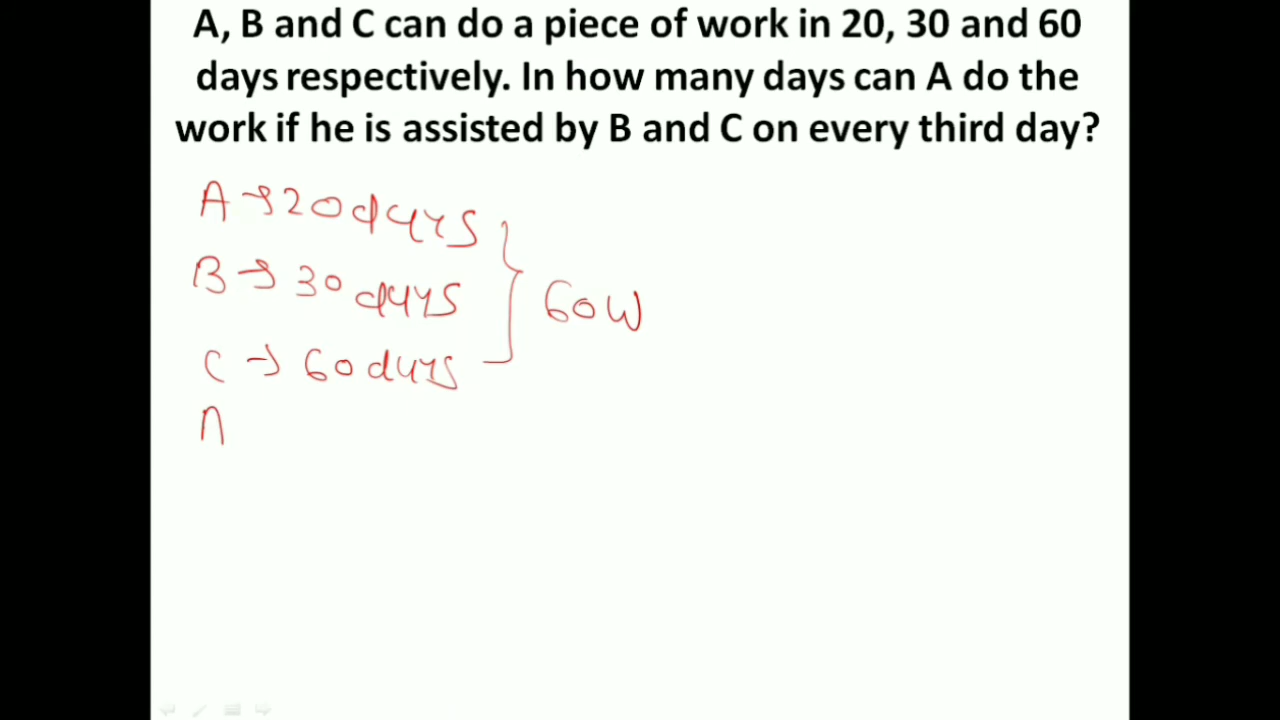 A, B and C can do a piece of work in 20, 30 and 60
days respectively. In how many days can A do the
work if he is assisted by B and C on every third day?
A → 20 days
B → 30 days
60 W
C → 60 days
A